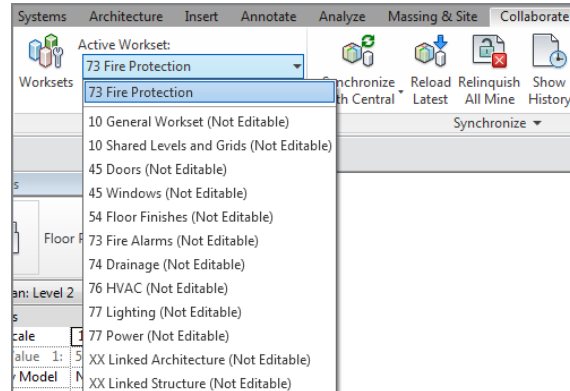 Systems Architecture Insert Annotate Analyze Massing & Site Collaborate
Active Workset:
73 Fire Protection
Worksets
Synchronize Reload Relinquish Show
Central Latest All Mine History
Synchronize
73 Fire Protection
10 General Workset (Not Editable)
10 Shared Levels and Grids (Not Editable)
45 Doors (Not Editable)
45 Windows (Not Editable)
54 Floor Finishes (Not Editable)
73 Fire Alarms (Not Editable)
74 Drainage (Not Editable)
76 HVAC (Not Editable)
77 Lighting (Not Editable)
77 Power (Not Editable)
XX Linked Architecture (Not Editable)
XX Linked Structure (Not Editable)
Floor
an: Level 2
cale
alue 1: 5
Model N